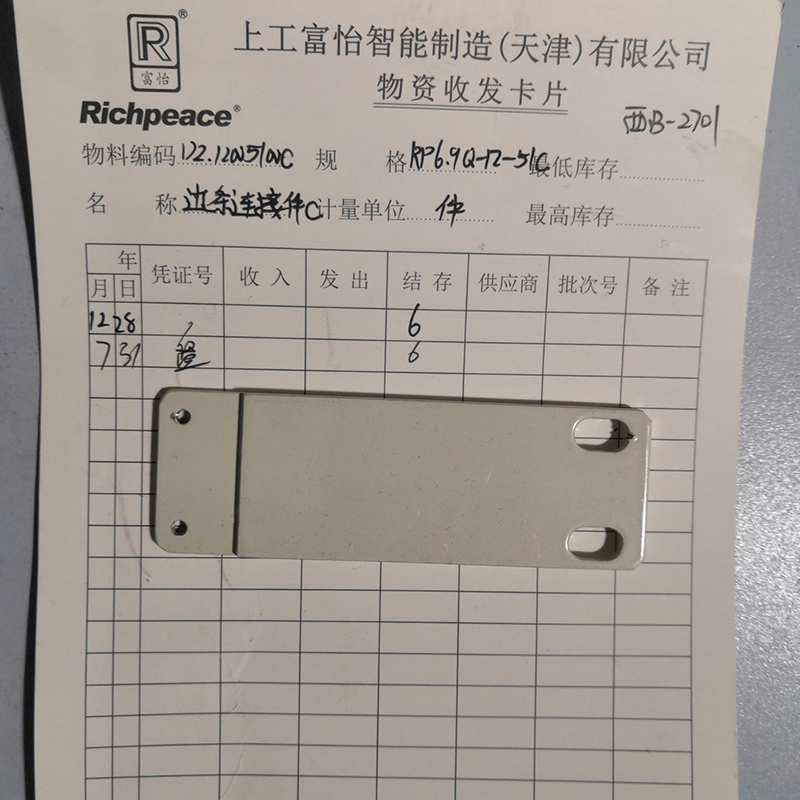 R®
富怡
Richpeace®
上工富怡智能制造(天津)有限公司
物资收发卡片
西B-2701
物料编码 122.120025100C 规格 RP6.9Q-12-51C 最低库存
名称 边条连接件C 计量单位 件 最高库存
年 月 日 凭证号 收入 发出 结存 供应商 批次号 备注
12 28 6
7 31 6